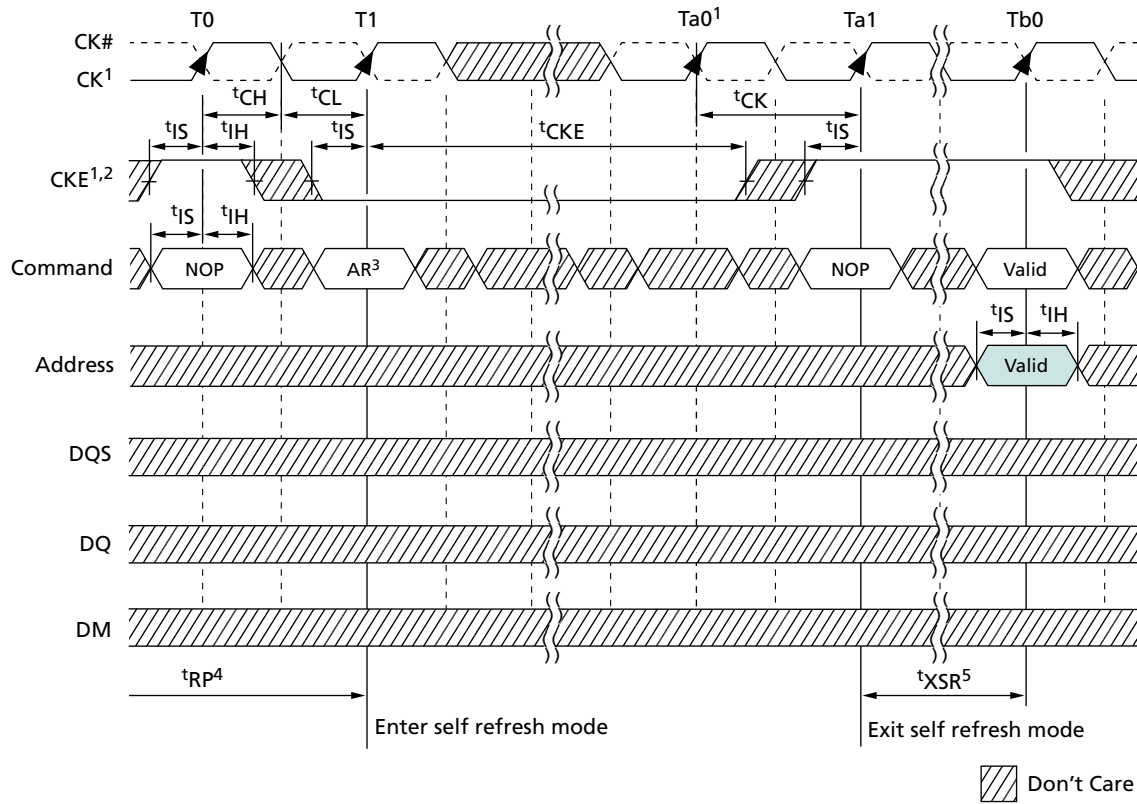 T0 T1 Ta0¹ Ta1 Tb0
CK#
CK¹
ᵗCH ᵗCL ᵗCK
ᵗIS ᵗIH ᵗIS ᵗCKE ᵗIS
CKE¹,²
ᵗIS ᵗIH
Command NOP AR³ NOP Valid
ᵗIS ᵗIH
Address Valid
DQS
DQ
DM
ᵗRP⁴ ᵗXSR⁵
Enter self refresh mode Exit self refresh mode
Don't Care